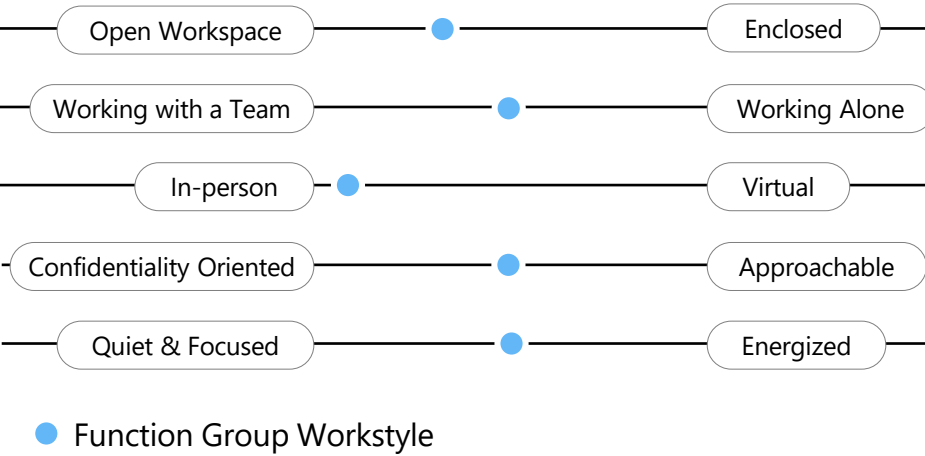 Open Workspace Enclosed
Working with a Team Working Alone
In-person Virtual
Confidentiality Oriented Approachable
Quiet & Focused Energized
Function Group Workstyle